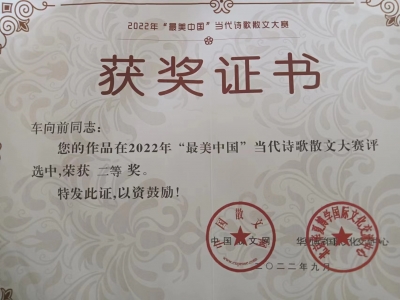 2022年“最美中国”当代诗歌散文大赛
获奖证书
车向前同志：
您的作品在2022年“最美中国”当代诗歌散文大赛评
选中,荣获 二等 奖。
特发此证,以资鼓励！
中国散文网
二〇二二年九月